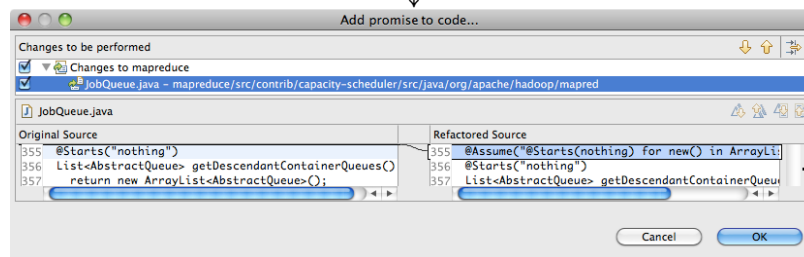 Add promise to code...
Changes to be performed
Changes to mapreduce
JobQueue.java – mapreduce/src/contrib/capacity-scheduler/src/java/org/apache/hadoop/mapred
JobQueue.java
Original Source
Refactored Source
355 @Starts("nothing")
356 List<AbstractQueue> getDescendantContainerQueues()
357 return new ArrayList<AbstractQueue>();
355 @Assume("@Starts(nothing) for new() in ArrayLi
356 @Starts("nothing")
357 List<AbstractQueue> getDescendantContainerQueu
Cancel
OK